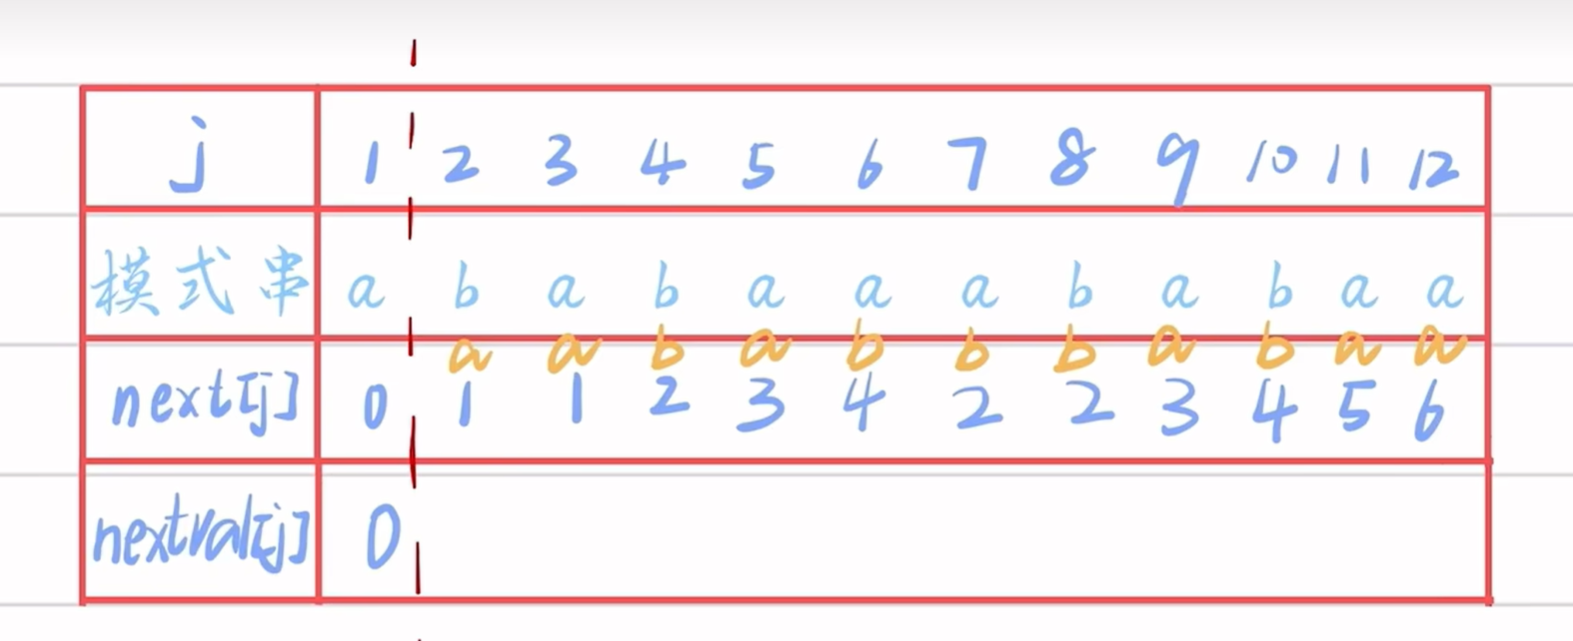 j 1 2 3 4 5 6 7 8 9 10 11 12
模式串 a b a b a a a b a b a a
a a b a b b b a b a a
next[j] 0 1 1 2 3 4 2 2 3 4 5 6
nextval[j] 0